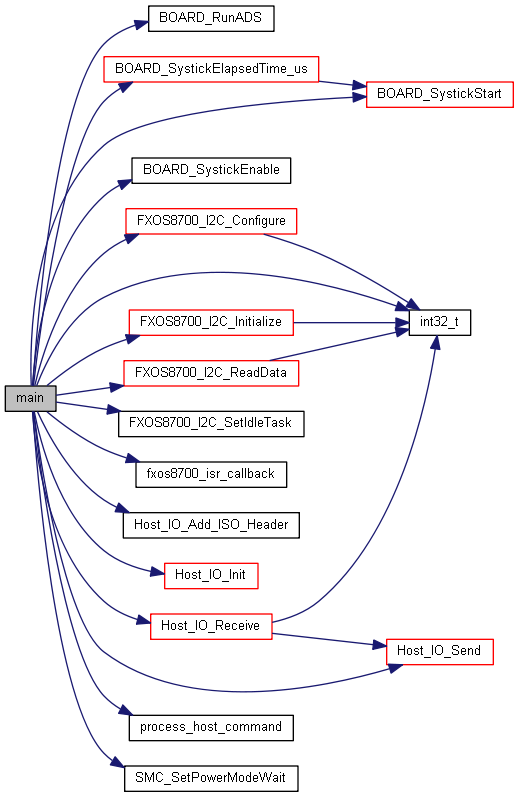 BOARD_RunADS
BOARD_SystickElapsedTime_us
BOARD_SystickStart
BOARD_SystickEnable
FXOS8700_I2C_Configure
FXOS8700_I2C_Initialize
int32_t
FXOS8700_I2C_ReadData
main
FXOS8700_I2C_SetIdleTask
fxos8700_isr_callback
Host_IO_Add_ISO_Header
Host_IO_Init
Host_IO_Receive
Host_IO_Send
process_host_command
SMC_SetPowerModeWait